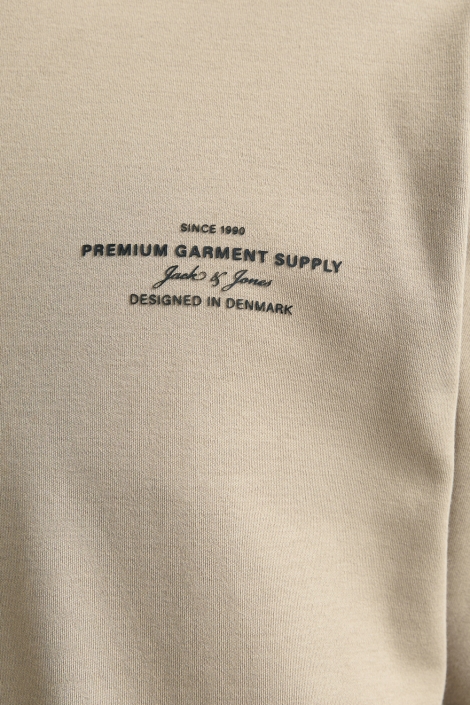 SINCE 1990
PREMIUM GARMENT SUPPLY
Jack & Jones
DESIGNED IN DENMARK